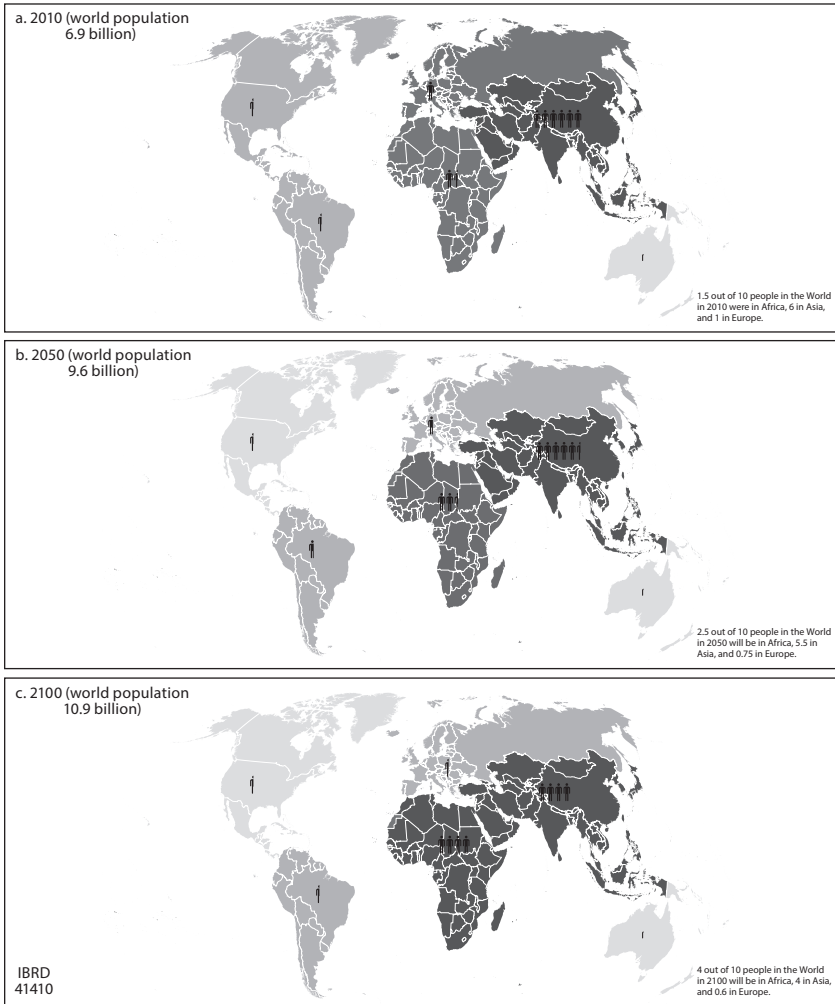 a. 2010 (world population
6.9 billion)
1.5 out of 10 people in the World
in 2010 were in Africa, 6 in Asia,
and 1 in Europe.
b. 2050 (world population
9.6 billion)
2.5 out of 10 people in the World
in 2050 will be in Africa, 5.5 in
Asia, and 0.75 in Europe.
c. 2100 (world population
10.9 billion)
IBRD
41410
4 out of 10 people in the World
in 2100 will be in Africa, 4 in Asia,
and 0.6 in Europe.